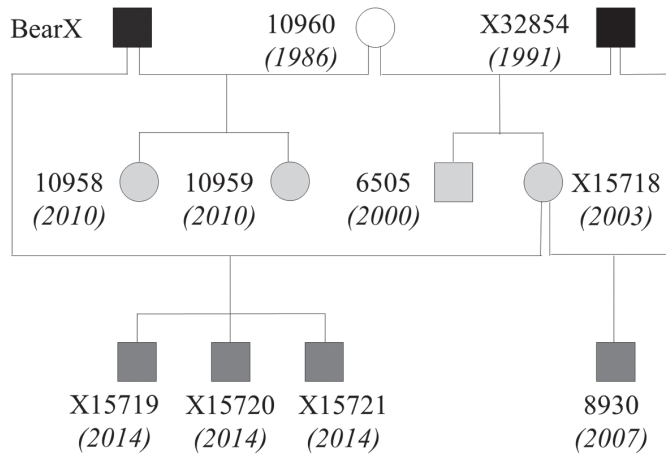 BearX
10960
(1986)
X32854
(1991)
10958
(2010)
10959
(2010)
6505
(2000)
X15718
(2003)
X15719
(2014)
X15720
(2014)
X15721
(2014)
8930
(2007)